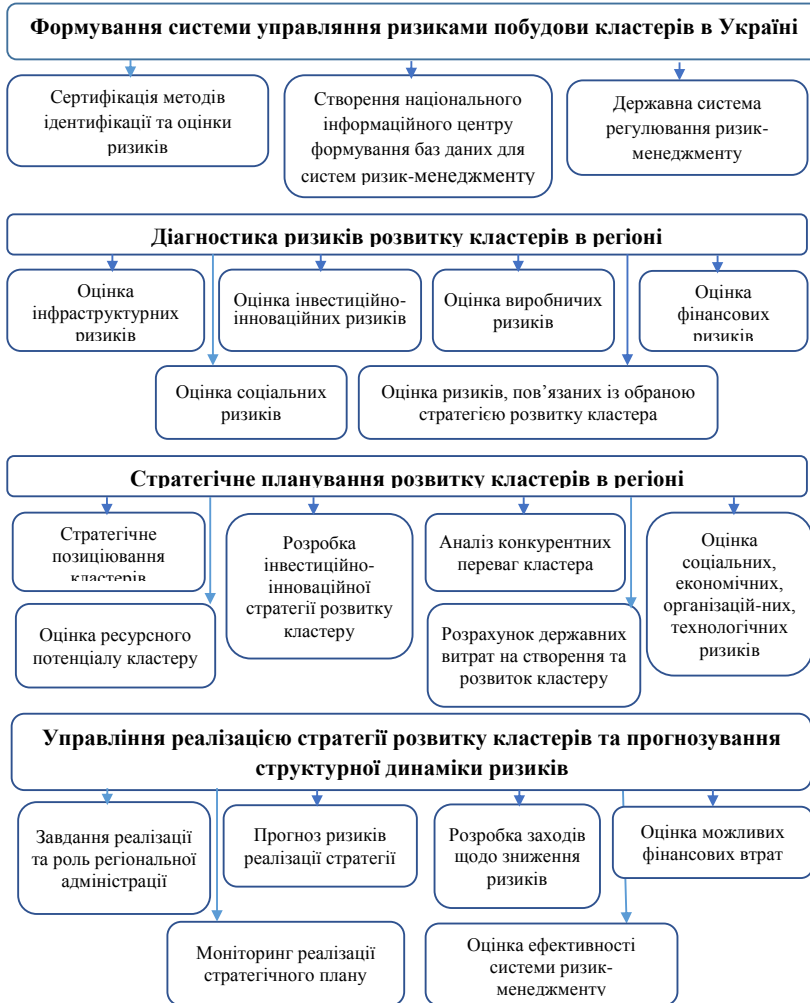 Формування системи управляння ризиками побудови кластерів в Україні
Сертифікація методів
ідентифікації та оцінки
ризиків
Створення національного
інформаційного центру
формування баз даних для
систем ризик-менеджменту
Державна система
регулювання ризик-
менеджменту
Діагностика ризиків розвитку кластерів в регіоні
Оцінка
інфраструктурних
ризиків
Оцінка інвестиційно-
інноваційних ризиків
Оцінка виробничих
ризиків
Оцінка
фінансових
ризиків
Оцінка соціальних
ризиків
Оцінка ризиків, пов’язаних із обраною
стратегією розвитку кластера
Стратегічне планування розвитку кластерів в регіоні
Стратегічне
позиціювання
кластерів
Розробка
інвестиційно-
інноваційної
стратегії розвитку
кластеру
Аналіз конкурентних
переваг кластера
Оцінка
соціальних,
економічних,
організацій-них,
технологічних
ризиків
Оцінка ресурсного
потенціалу кластеру
Розрахунок державних
витрат на створення та
розвиток кластеру
Управління реалізацією стратегії розвитку кластерів та прогнозування
структурної динаміки ризиків
Завдання реалізації
та роль регіональної
адміністрації
Прогноз ризиків
реалізації стратегії
Розробка заходів
щодо зниження
ризиків
Оцінка можливих
фінансових втрат
Моніторинг реалізації
стратегічного плану
Оцінка ефективності
системи ризик-
менеджменту